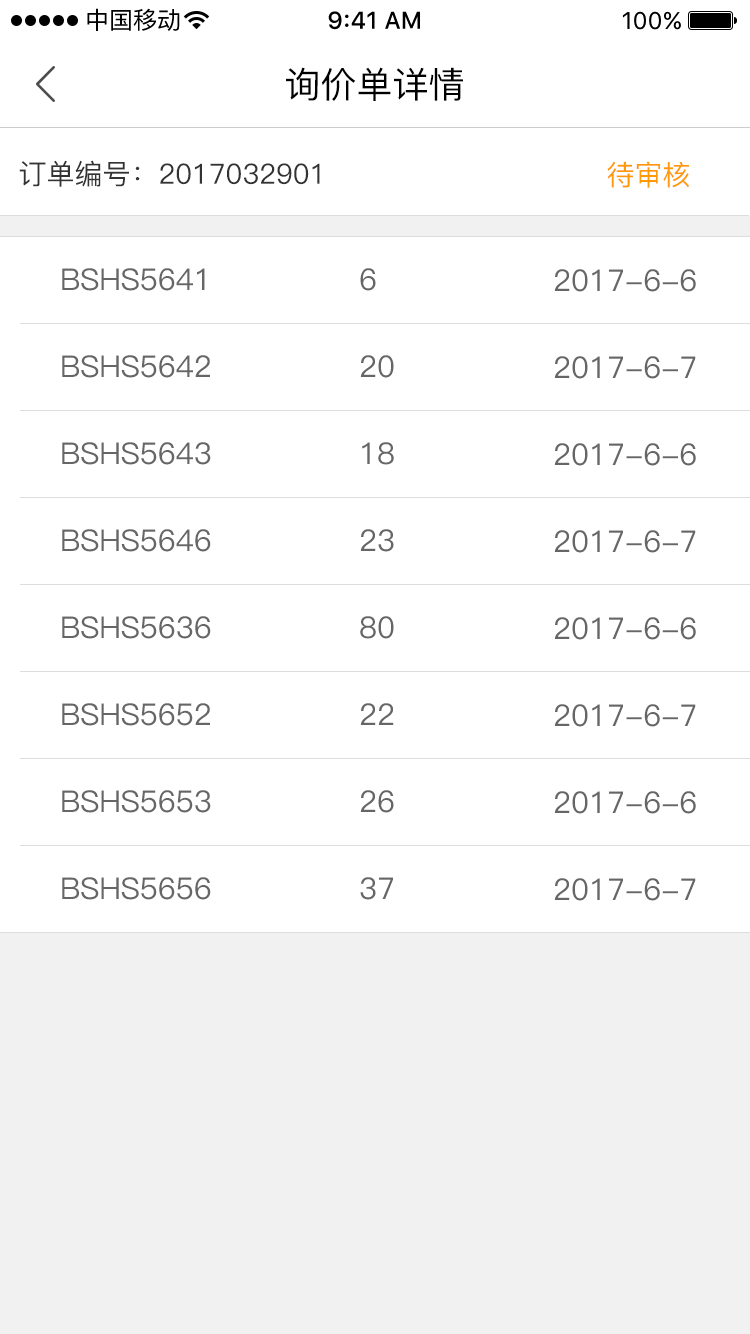 中国移动 9:41 AM 100%
询价单详情
订单编号：2017032901 待审核
BSHS5641 6 2017-6-6
BSHS5642 20 2017-6-7
BSHS5643 18 2017-6-6
BSHS5646 23 2017-6-7
BSHS5636 80 2017-6-6
BSHS5652 22 2017-6-7
BSHS5653 26 2017-6-6
BSHS5656 37 2017-6-7